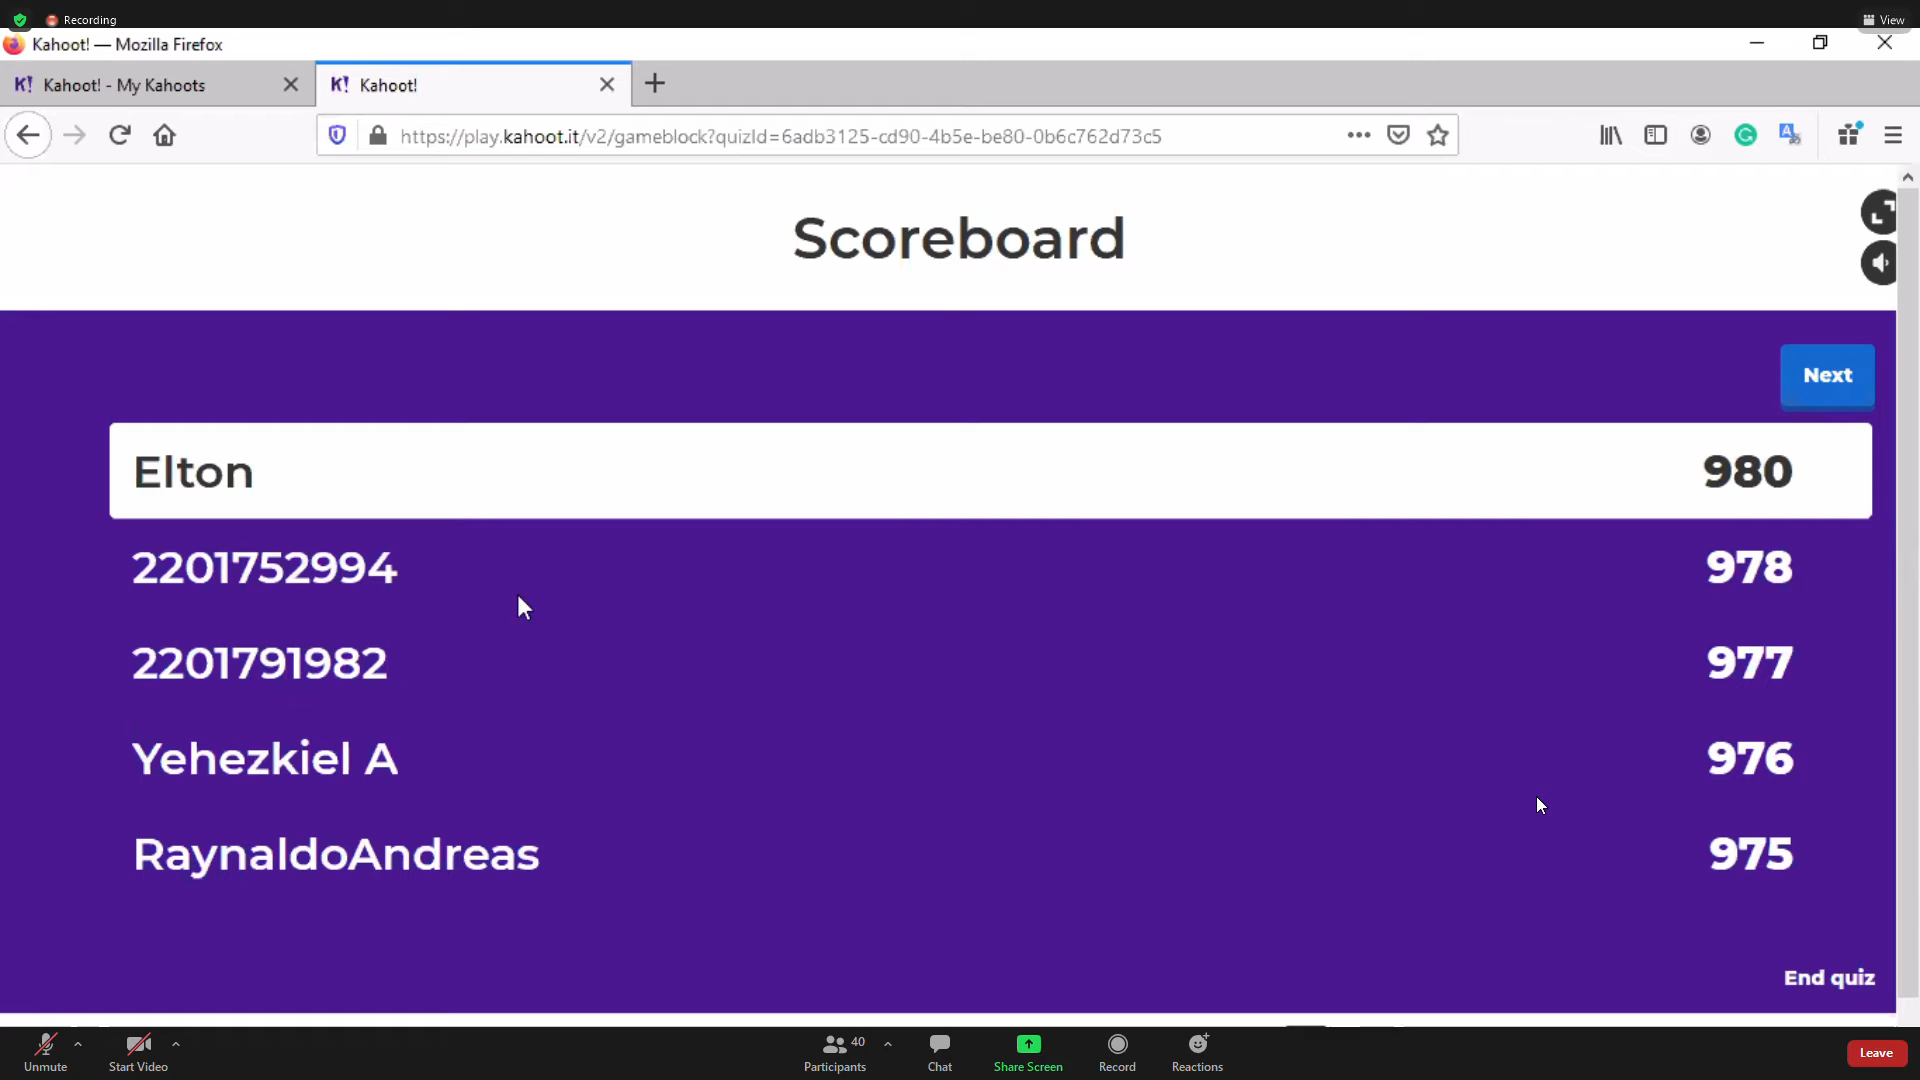 Recording
View
Kahoot! — Mozilla Firefox
K! Kahoot! - My Kahoots
K! Kahoot!
https://play.kahoot.it/v2/gameblock?quizId=6adb3125-cd90-4b5e-be80-0b6c762d73c5
Scoreboard
Next
Elton 980
2201752994 978
2201791982 977
Yehezkiel A 976
RaynaldoAndreas 975
End quiz
Unmute
Start Video
40
Participants
Chat
Share Screen
Record
Reactions
Leave